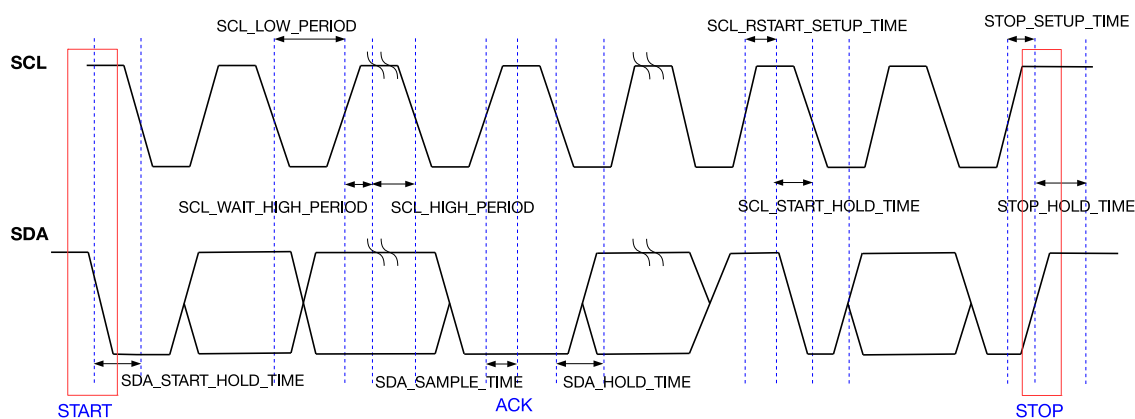 SCL_LOW_PERIOD
SCL_RSTART_SETUP_TIME
STOP_SETUP_TIME
SCL
SCL_WAIT_HIGH_PERIOD
SCL_HIGH_PERIOD
SCL_START_HOLD_TIME
STOP_HOLD_TIME
SDA
SDA_START_HOLD_TIME
SDA_SAMPLE_TIME
SDA_HOLD_TIME
START
ACK
STOP